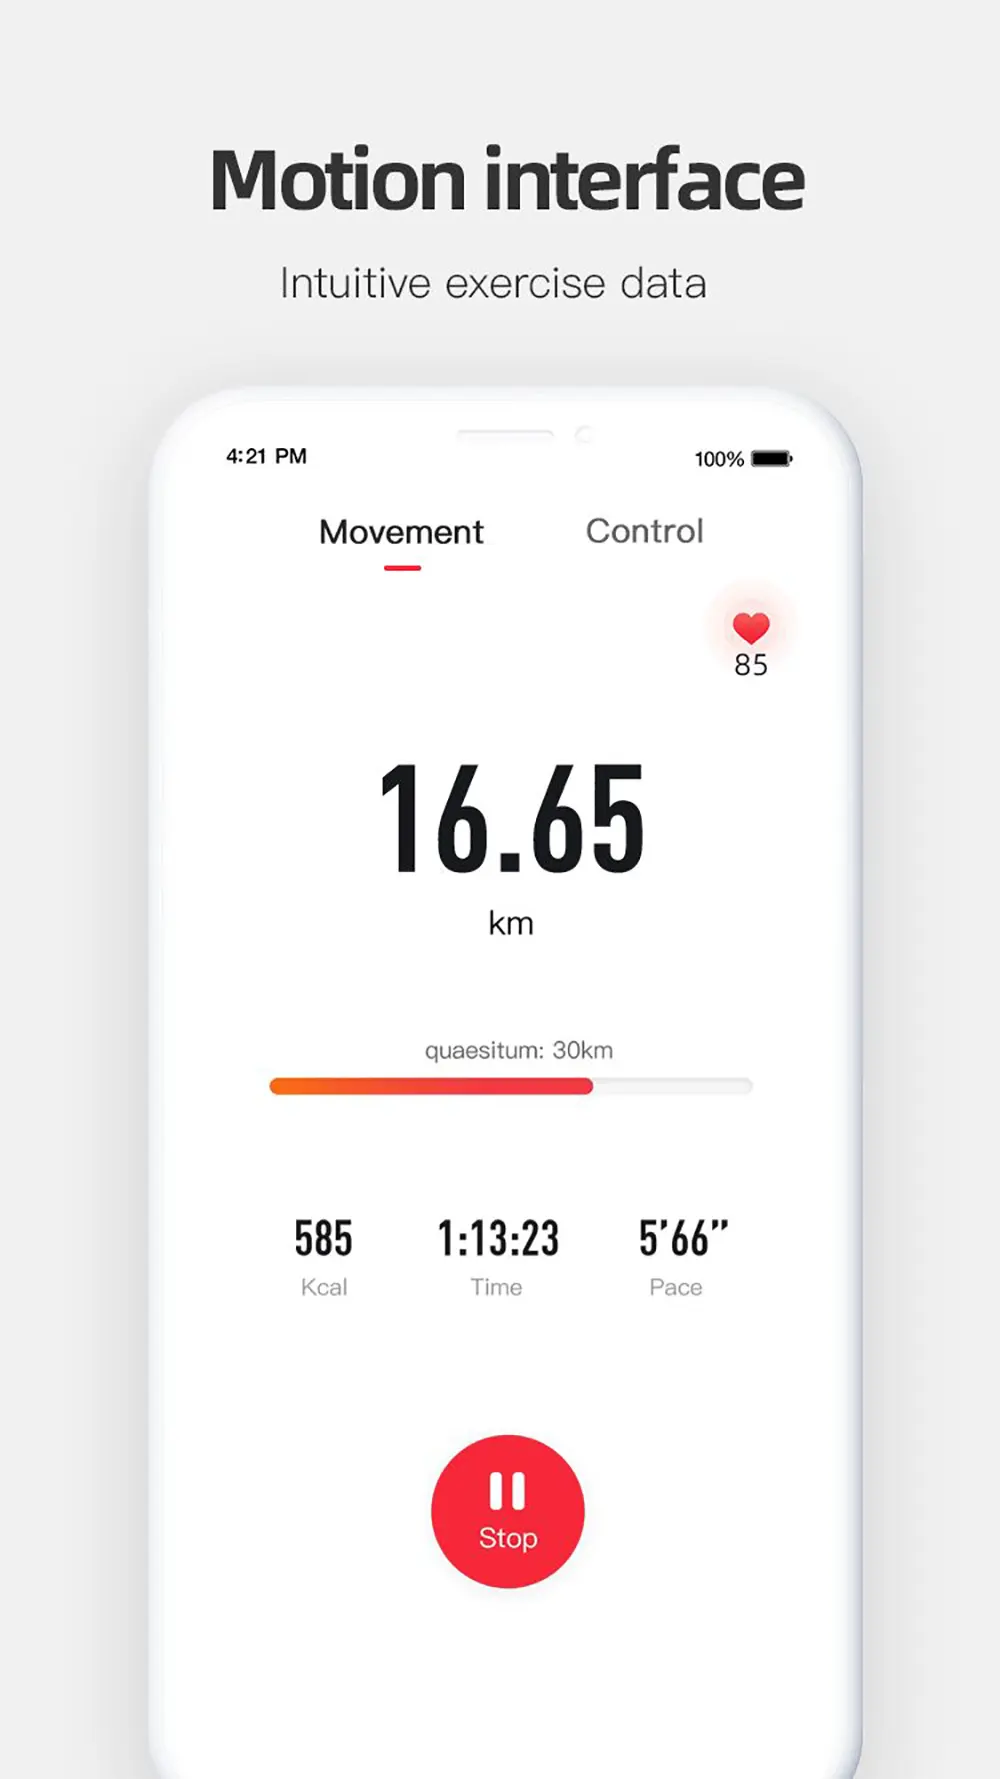 Motion interface
Intuitive exercise data
4:21 PM
100%
Movement Control
85
16.65
km
quaesitum: 30km
585 1:13:23 5’66”
Kcal Time Pace
Stop